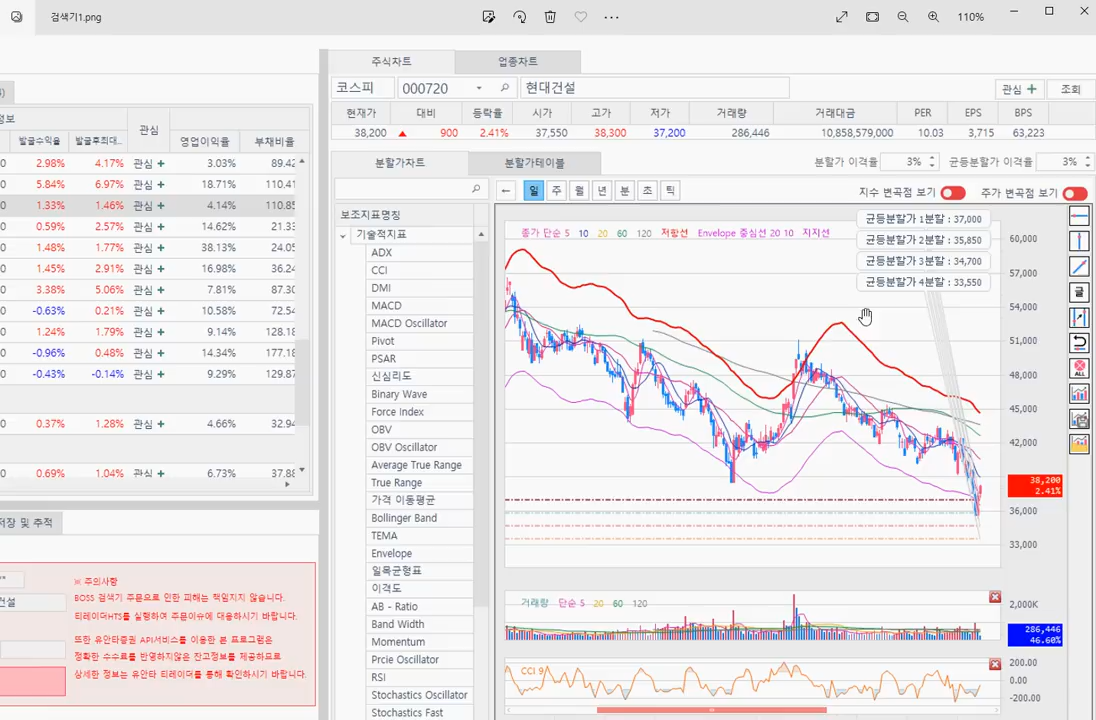 검색기1.png
110%
주식차트 업종차트
코스피 000720 현대건설 관심 + 조회
현재가 대비 등락율 시가 고가 저가 거래량 거래대금 PER EPS BPS
38,200 ▲ 900 2.41% 37,550 38,300 37,200 286,446 10,858,579,000 10.03 3,715 63,223
분할가차트 분할가테이블 분할가 이격율 3% 균등분할가 이격율 3%
← 일 주 월 년 분 초 틱 지수 변곡점 보기 주가 변곡점 보기
정보
발굴수익율 발굴후최대.. 관심 영업이익율 부채비율
2.98% 4.17% 관심 + 3.03% 89.42
5.84% 6.97% 관심 + 18.71% 110.41
1.33% 1.46% 관심 + 4.14% 110.85
0.59% 2.57% 관심 + 14.62% 231.85
1.48% 1.77% 관심 + 38.13% 24.05
1.45% 2.91% 관심 + 16.98% 36.24
3.38% 5.06% 관심 + 7.81% 87.30
-0.63% 0.21% 관심 + 10.58% 72.54
1.24% 1.79% 관심 + 9.14% 128.18
-0.96% 0.48% 관심 + 14.34% 177.18
-0.43% -0.14% 관심 + 9.29% 129.87
0.37% 1.28% 관심 + 4.66% 32.94
0.69% 1.04% 관심 + 6.73% 37.88
저장 및 추적
건설
※ 주의사항
BOSS 검색기 주문으로 인한 피해는 책임지지 않습니다.
티레이더HTS를 실행하여 주문이슈에 대응하시기 바랍니다.
또한 유안타증권 API서비스를 이용한 본 프로그램은
정확한 수수료를 반영하지않은 잔고정보를 제공하므로
상세한 정보는 유안타 티레이더를 통해 확인하시기 바랍니다.
보조지표명칭
기술적지표
ADX
CCI
DMI
MACD
MACD Oscillator
Pivot
PSAR
신심리도
Binary Wave
Force Index
OBV
OBV Oscillator
Average True Range
True Range
가격 이동평균
Bollinger Band
TEMA
Envelope
일목균형표
이격도
AB - Ratio
Band Width
Momentum
Prcie Oscillator
RSI
Stochastics Oscillator
Stochastics Fast
종가 단순 5 10 20 60 120 저항선 Envelope 중심선 20 10 지지선
균등분할가 1분할 : 37,000
균등분할가 2분할 : 35,850
균등분할가 3분할 : 34,700
균등분할가 4분할 : 33,550
60,000
57,000
54,000
51,000
48,000
45,000
42,000
38,200
2.41%
36,000
33,000
거래량 단순 5 20 60 120
2,000K
286,446
46.60%
CCI 9
200.00
0.00
-200.00
글
ALL